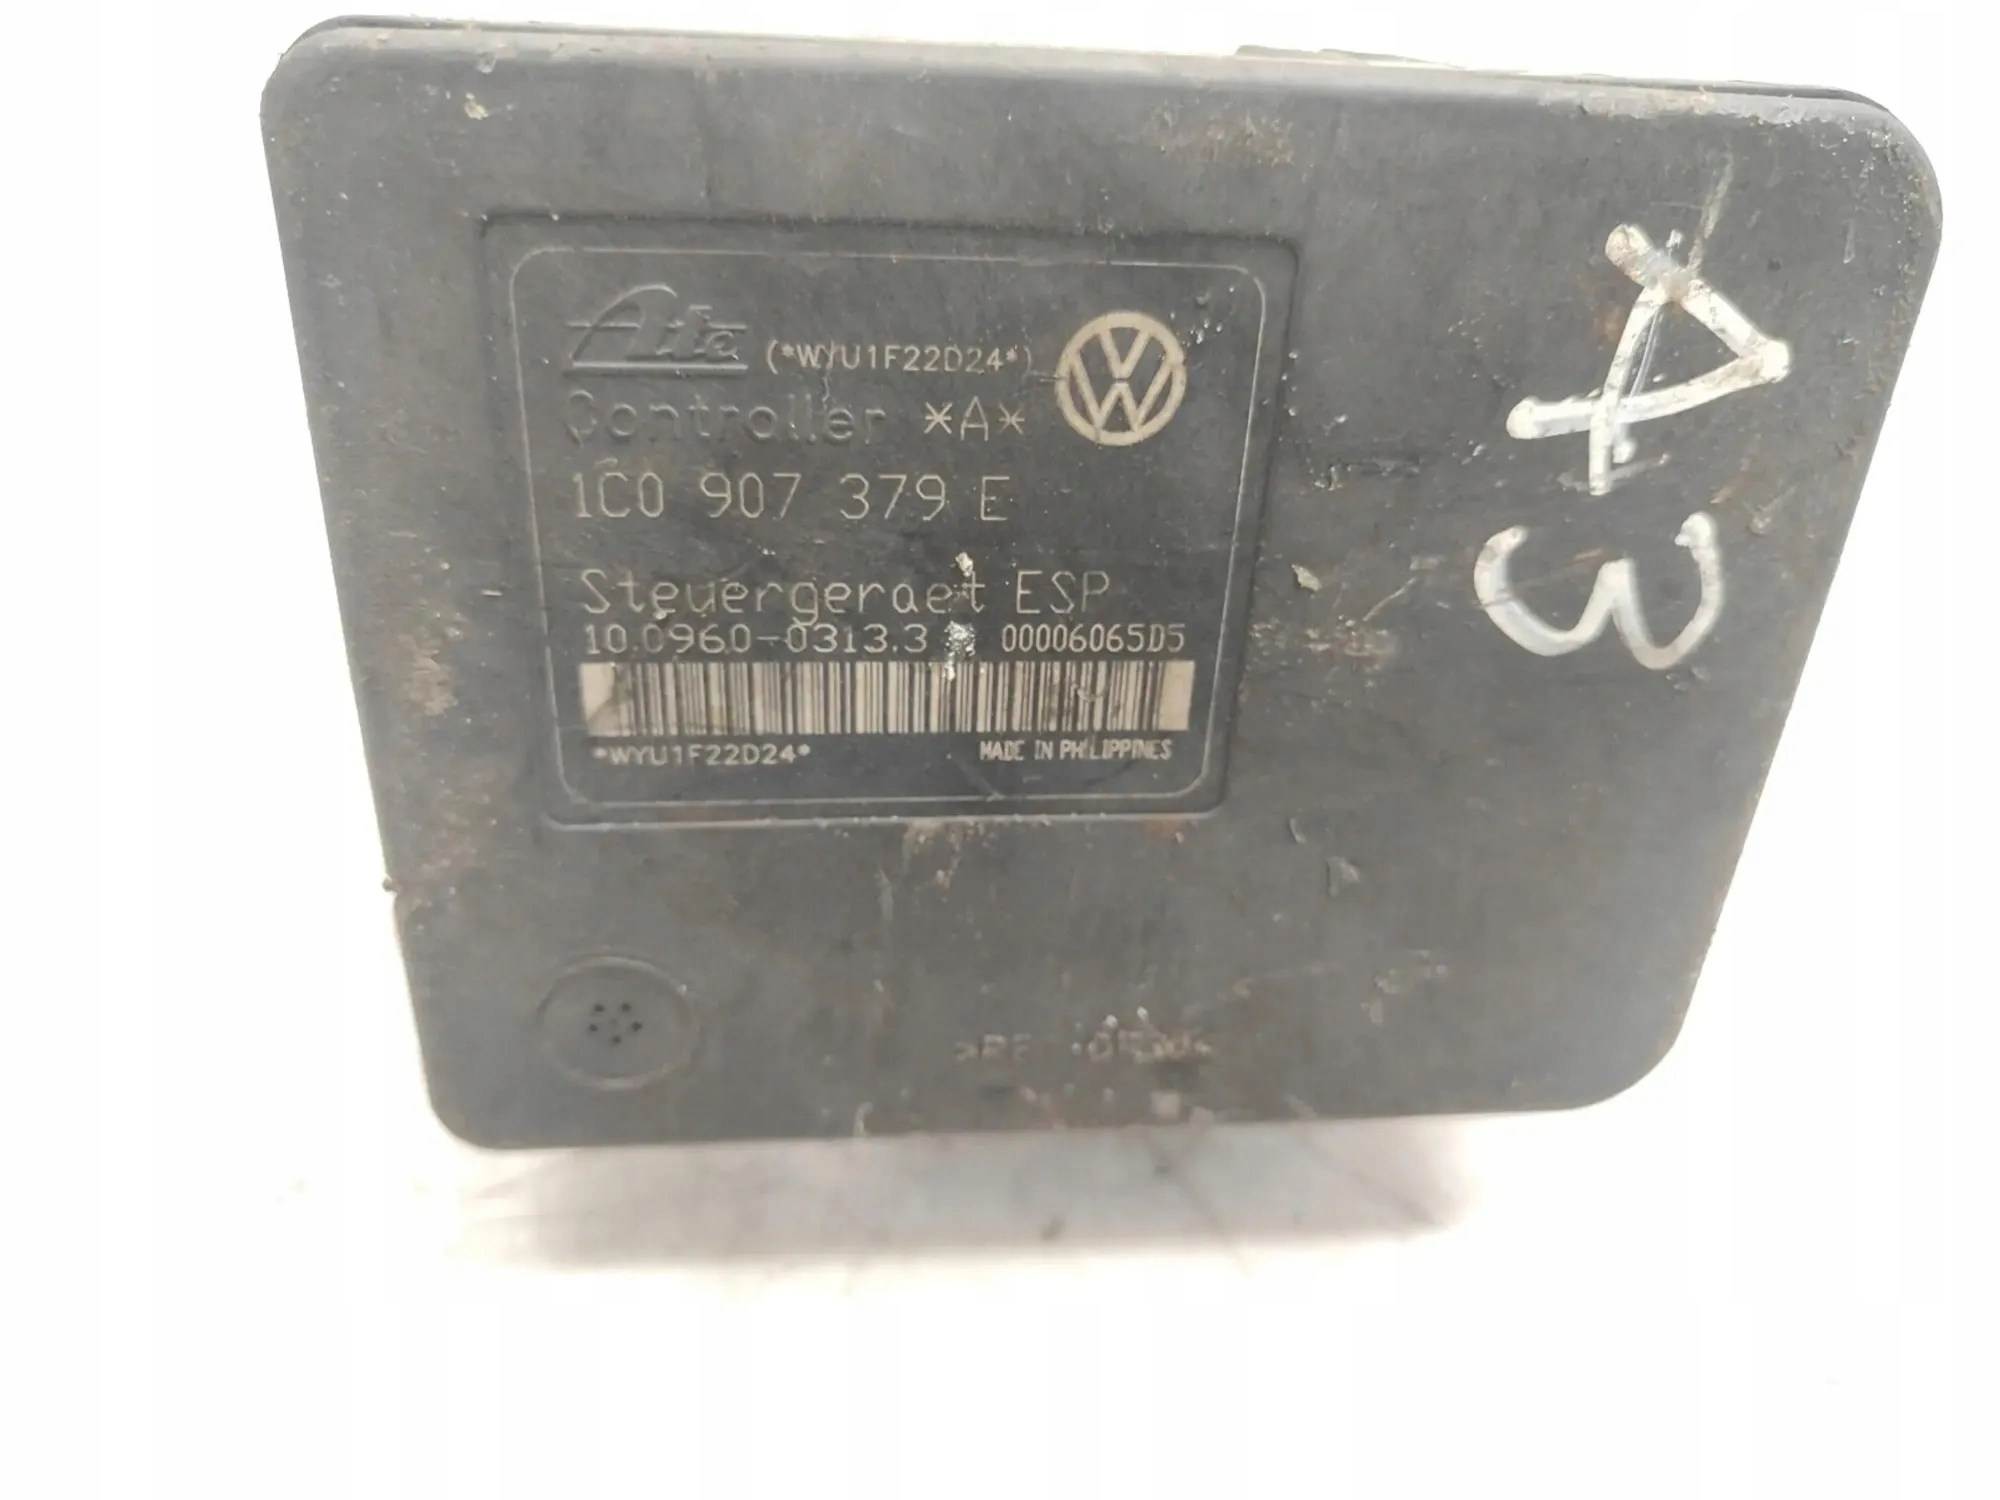 Ate (*WYU1F22D24*)
Controller *A*
1C0 907 379 E
Steuergeraet ESP
10.0960-0313.3 00006065D5
*WYU1F22D24* MADE IN PHILIPPINES
A3